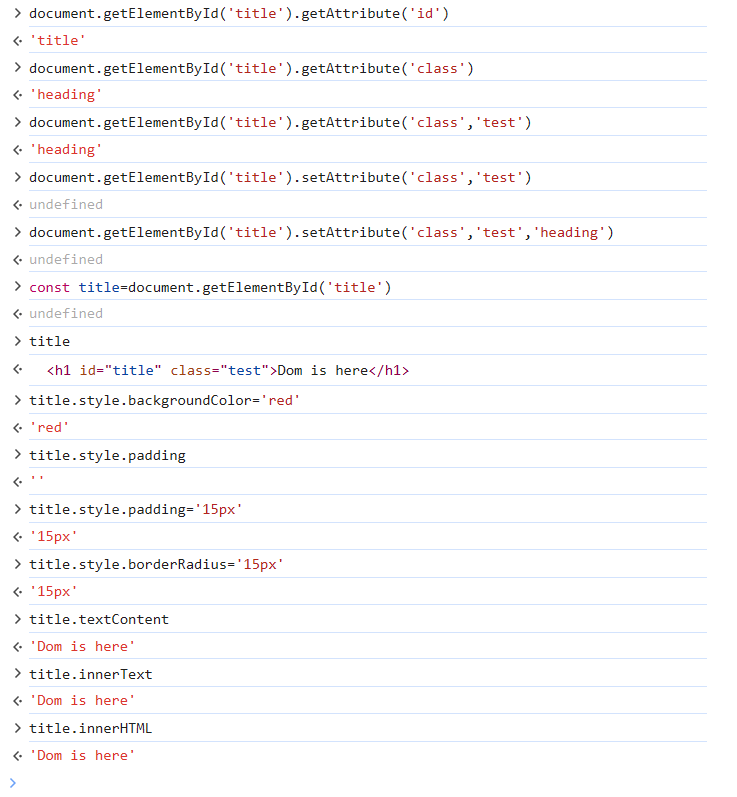 document.getElementById('title').getAttribute('id')
'title'
document.getElementById('title').getAttribute('class')
'heading'
document.getElementById('title').getAttribute('class','test')
'heading'
document.getElementById('title').setAttribute('class','test')
undefined
document.getElementById('title').setAttribute('class','test','heading')
undefined
const title=document.getElementById('title')
undefined
title
<h1 id="title" class="test">Dom is here</h1>
title.style.backgroundColor='red'
'red'
title.style.padding
''
title.style.padding='15px'
'15px'
title.style.borderRadius='15px'
'15px'
title.textContent
'Dom is here'
title.innerText
'Dom is here'
title.innerHTML
'Dom is here'